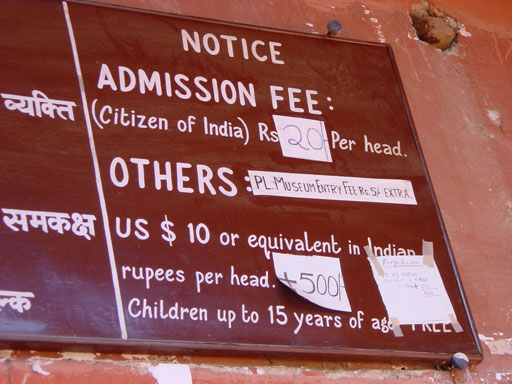 NOTICE
ADMISSION FEE:
व्यक्ति
(Citizen of India) Rs 20/- Per head.
OTHERS:
PL. MUSEUM ENTRY FEE RS. 5/- EXTRA.
समकक्ष
US $ 10 or equivalent in Indian
rupees per head. +500/-
Children up to 15 years of age FREE